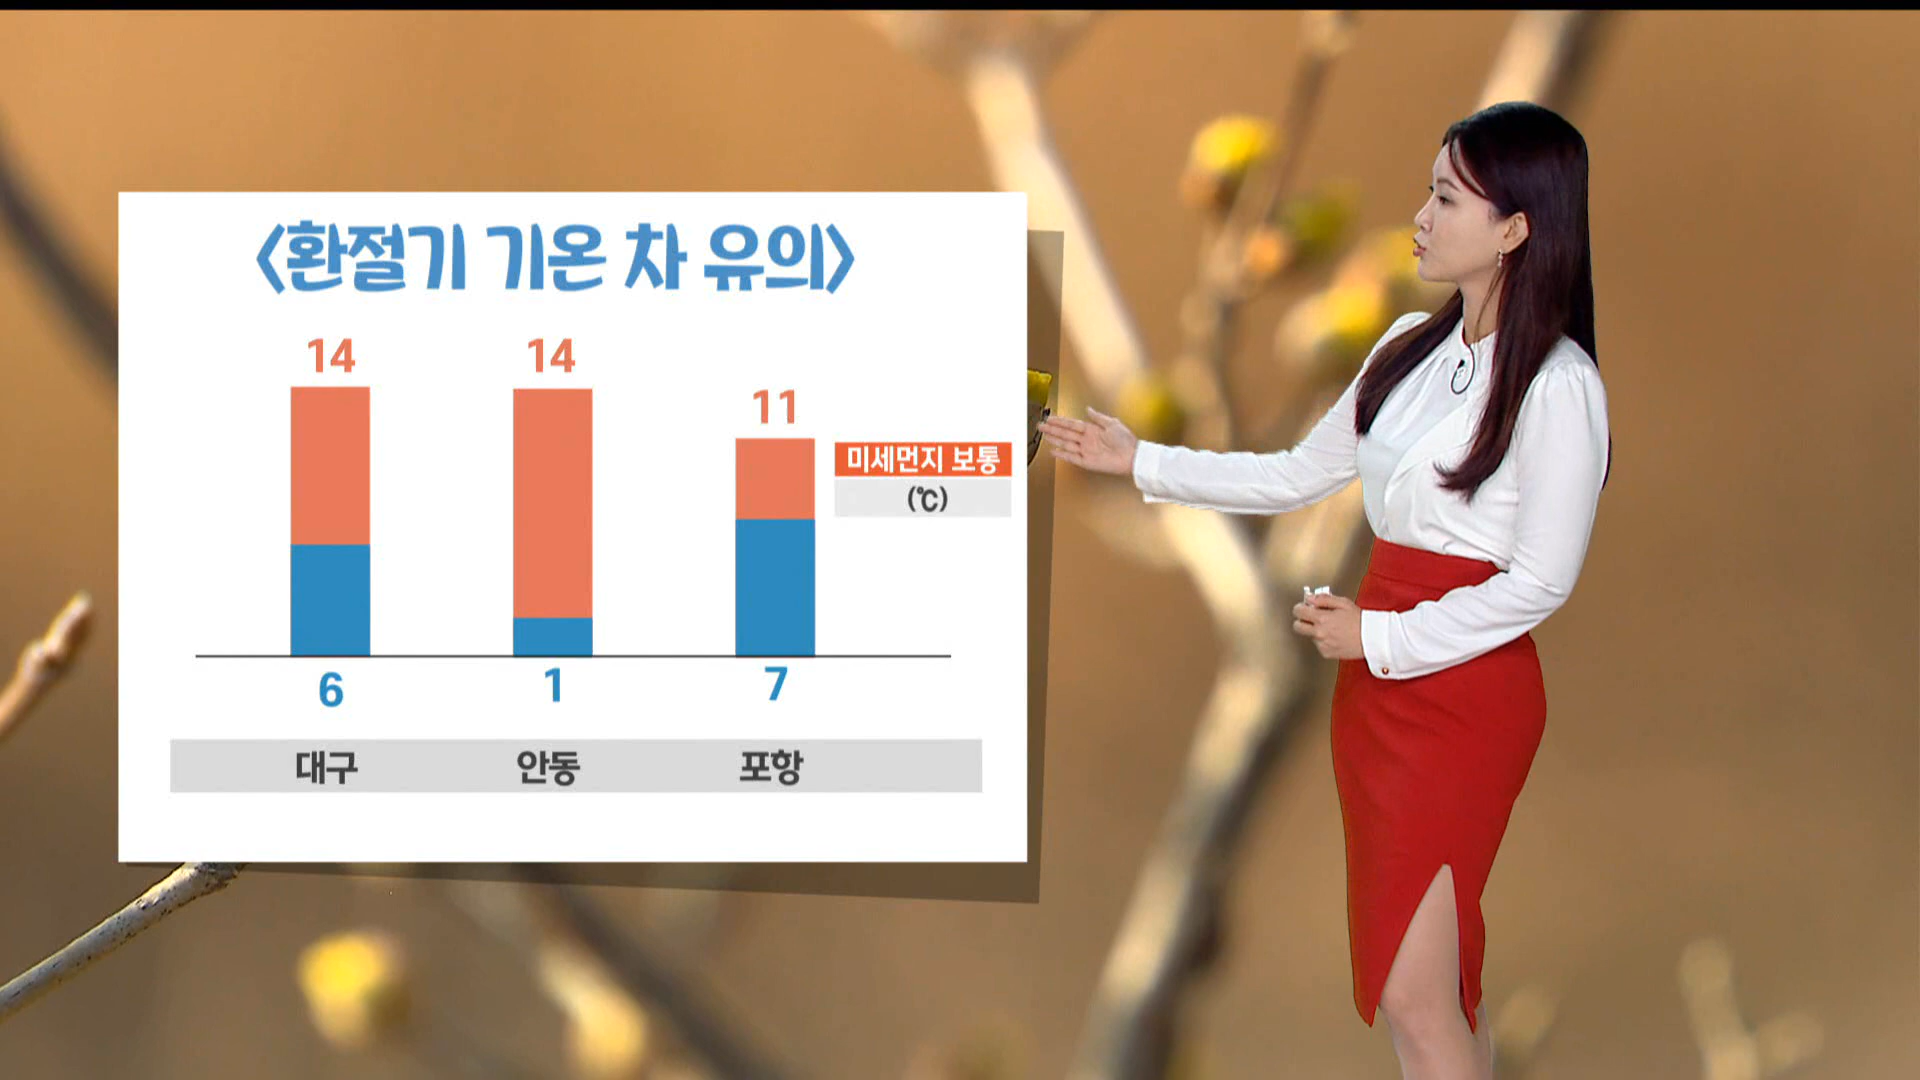 <환절기 기온 차 유의>
14 14 11
미세먼지 보통
(℃)
6 1 7
대구 안동 포항